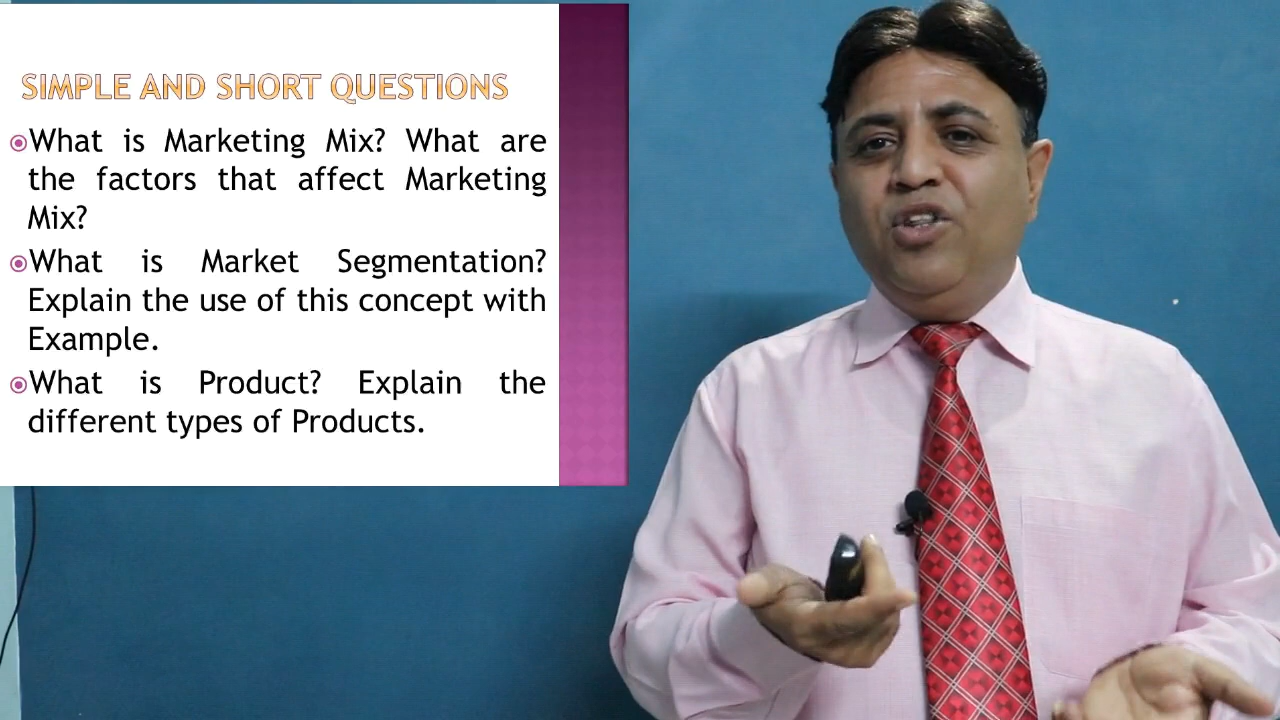 SIMPLE AND SHORT QUESTIONS
What is Marketing Mix? What are
the factors that affect Marketing
Mix?
What is Market Segmentation?
Explain the use of this concept with
Example.
What is Product? Explain the
different types of Products.